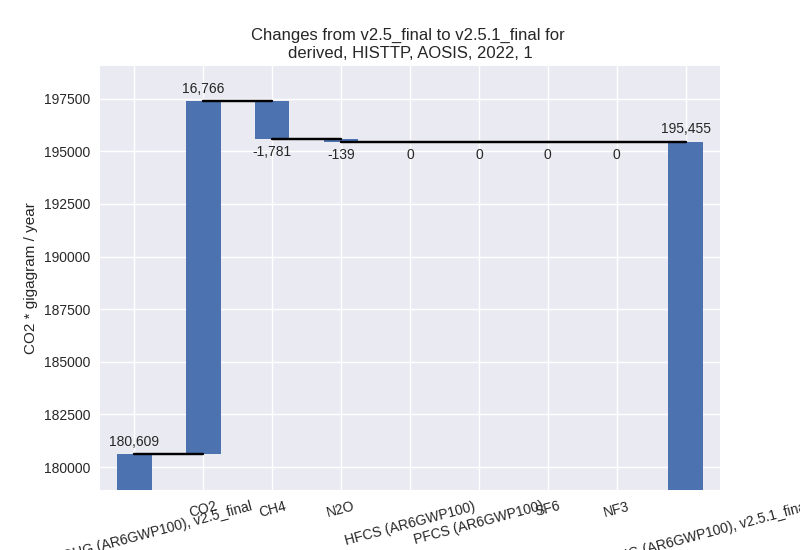 Changes from v2.5_final to v2.5.1_final for
derived, HISTTP, AOSIS, 2022, 1
CO2 * gigagram / year
197500
195000
192500
190000
187500
185000
182500
180000
180,609
16,766
-1,781
-139
0
0
0
0
195,455
(AR6GWP100), v2.5_final
CO2
CH4
N2O
HFCS (AR6GWP100)
PFCS (AR6GWP100)
SF6
NF3
(AR6GWP100), v2.5.1_fina